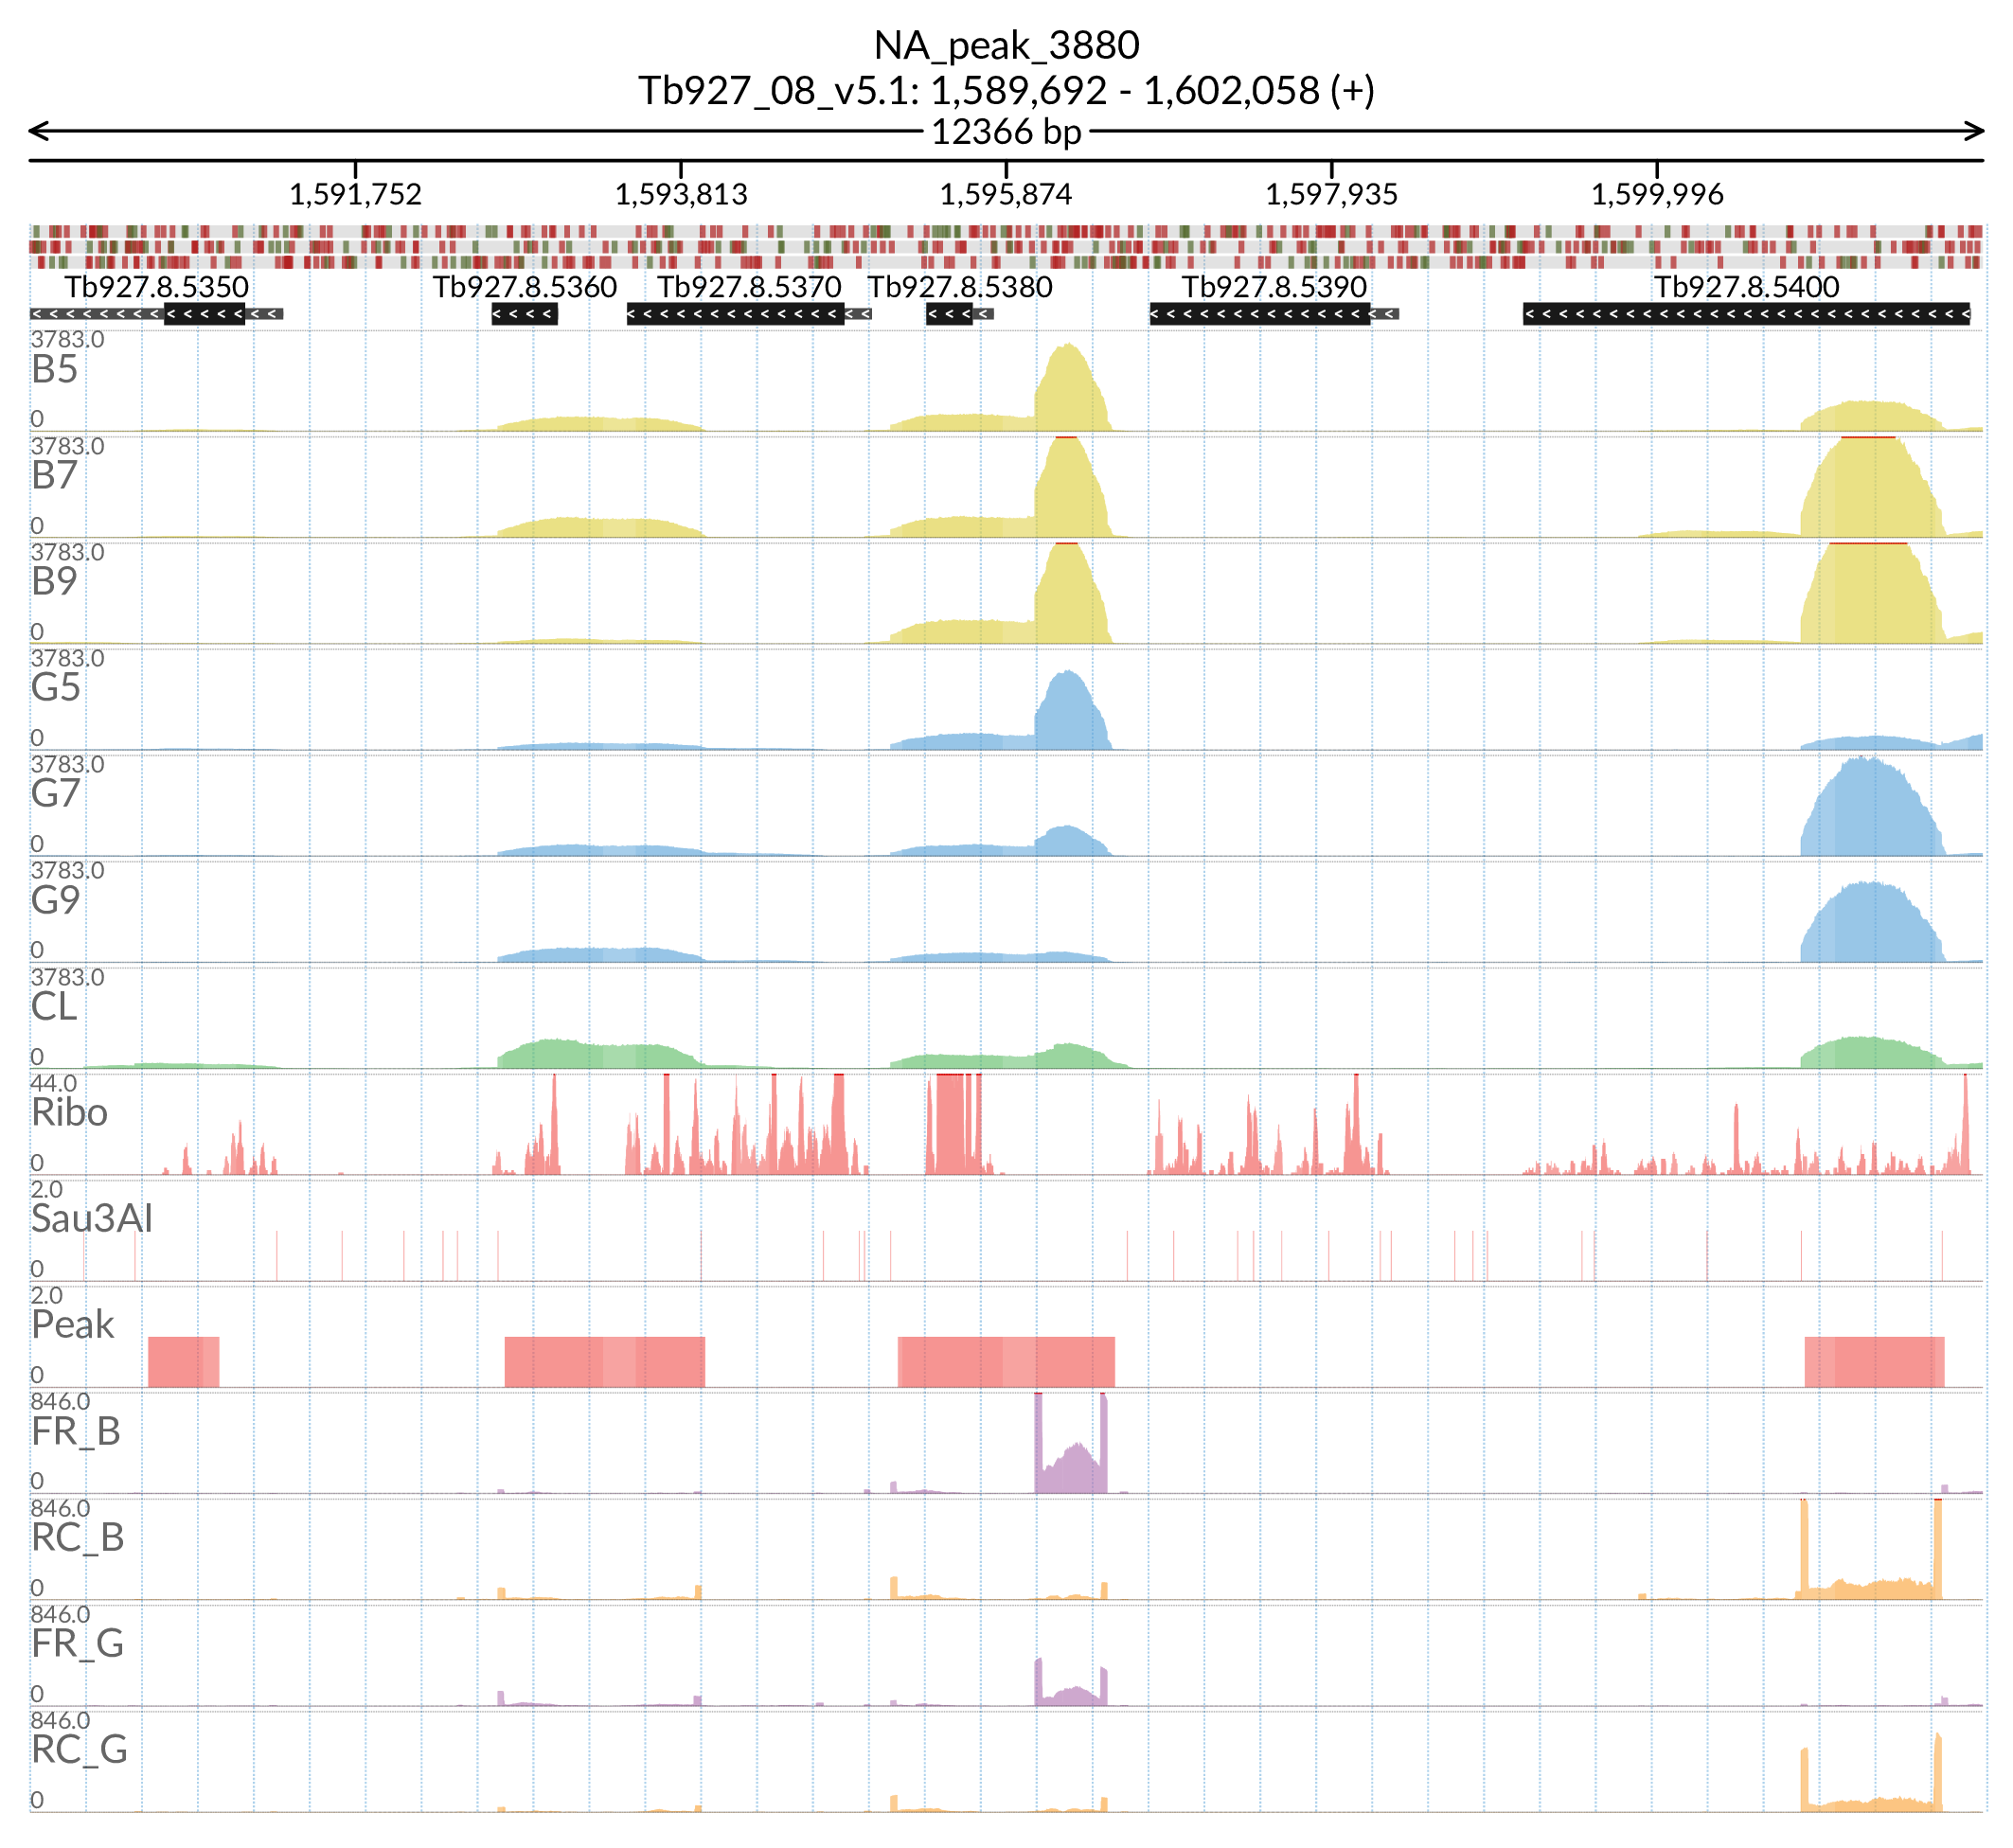 NA_peak_3880
Tb927_08_v5.1: 1,589,692 - 1,602,058 (+)
12366 bp
1,591,752 1,593,813 1,595,874 1,597,935 1,599,996
Tb927.8.5350 Tb927.8.5360 Tb927.8.5370 Tb927.8.5380 Tb927.8.5390 Tb927.8.5400
3783.0
B5
0
3783.0
B7
0
3783.0
B9
0
3783.0
G5
0
3783.0
G7
0
3783.0
G9
0
3783.0
CL
0
44.0
Ribo
0
2.0
Sau3AI
0
2.0
Peak
0
846.0
FR_B
0
846.0
RC_B
0
846.0
FR_G
0
846.0
RC_G
0